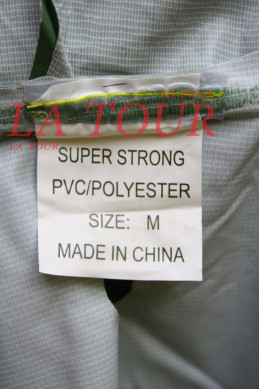 LA TOUR
LA TOUR
SUPER STRONG
PVC/POLYESTER
SIZE: M
MADE IN CHINA